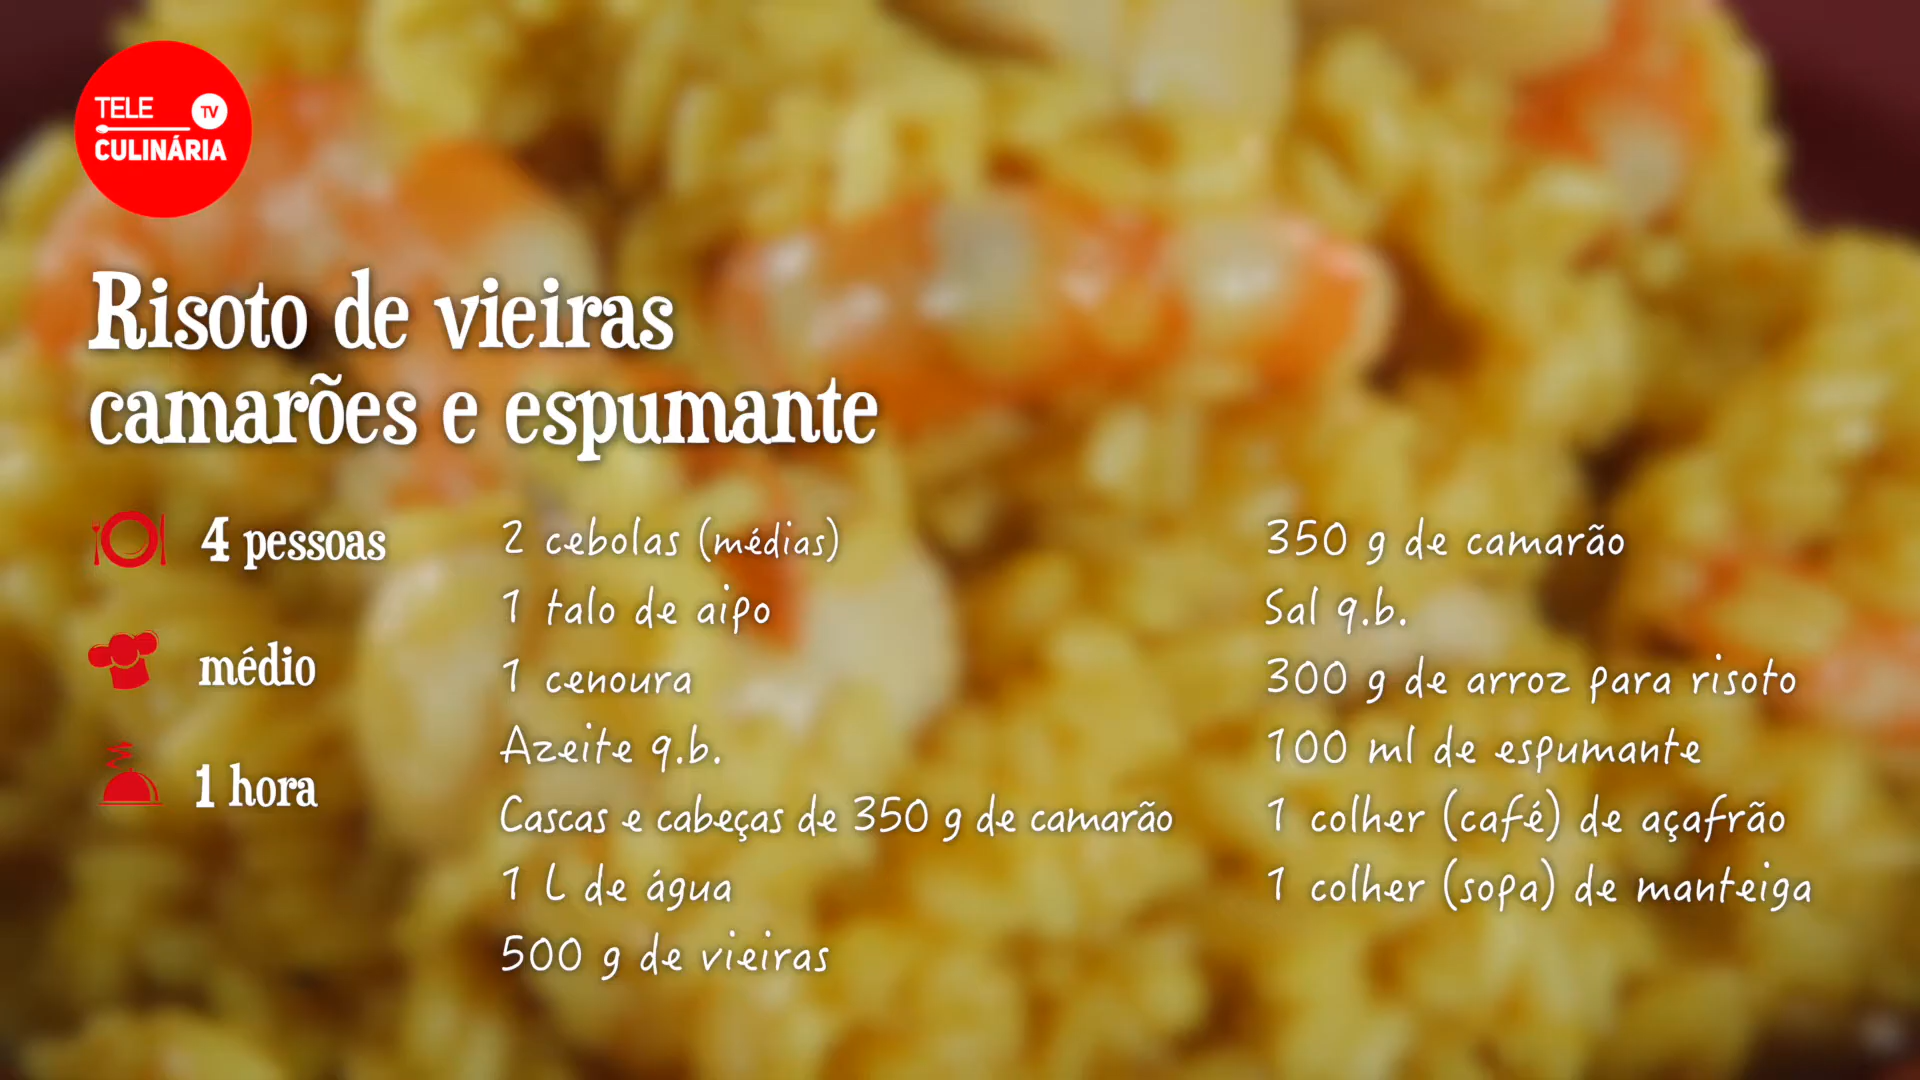 TELE TV
CULINÁRIA
Risoto de vieiras
camarões e espumante
4 pessoas
médio
1 hora
2 cebolas (médias)
1 talo de aipo
1 cenoura
Azeite q.b.
Cascas e cabeças de 350 g de camarão
1 L de água
500 g de vieiras
350 g de camarão
Sal q.b.
300 g de arroz para risoto
100 ml de espumante
1 colher (café) de açafrão
1 colher (sopa) de manteiga